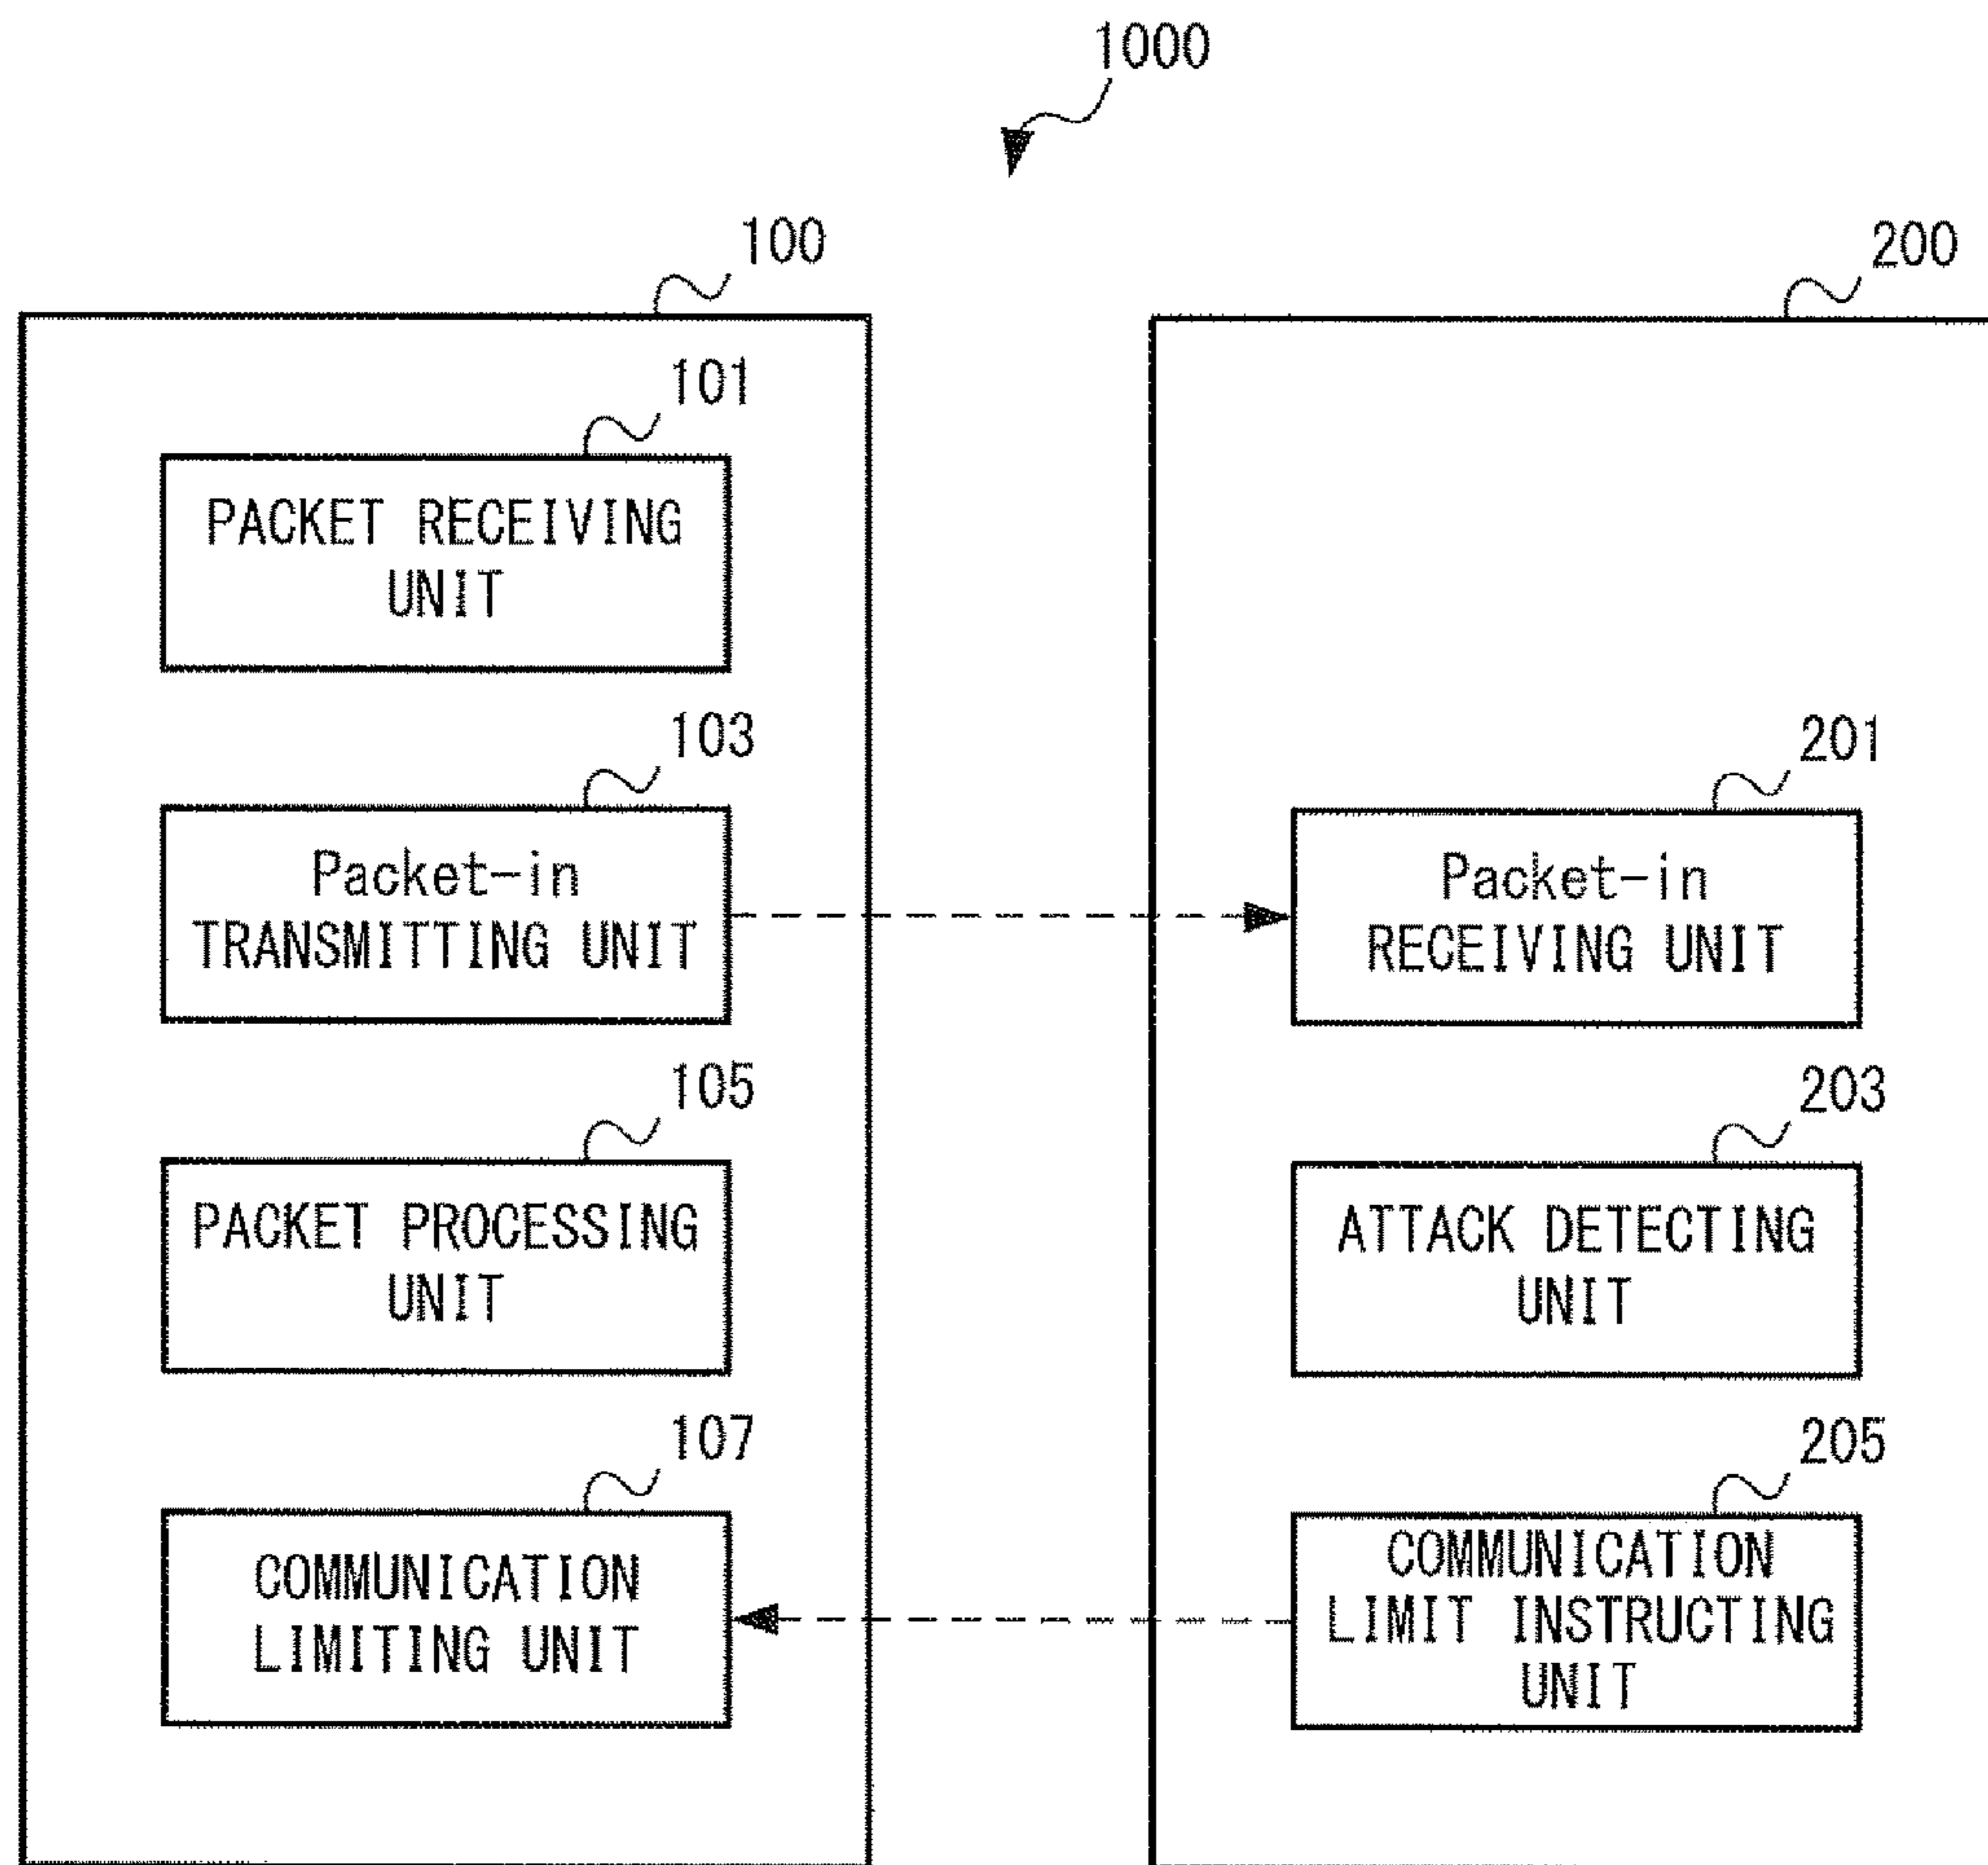 1000
100
200
101
PACKET RECEIVING
UNIT
103
Packet-in
TRANSMITTING UNIT
201
Packet-in
RECEIVING UNIT
105
PACKET PROCESSING
UNIT
203
ATTACK DETECTING
UNIT
107
COMMUNICATION
LIMITING UNIT
205
COMMUNICATION
LIMIT INSTRUCTING
UNIT